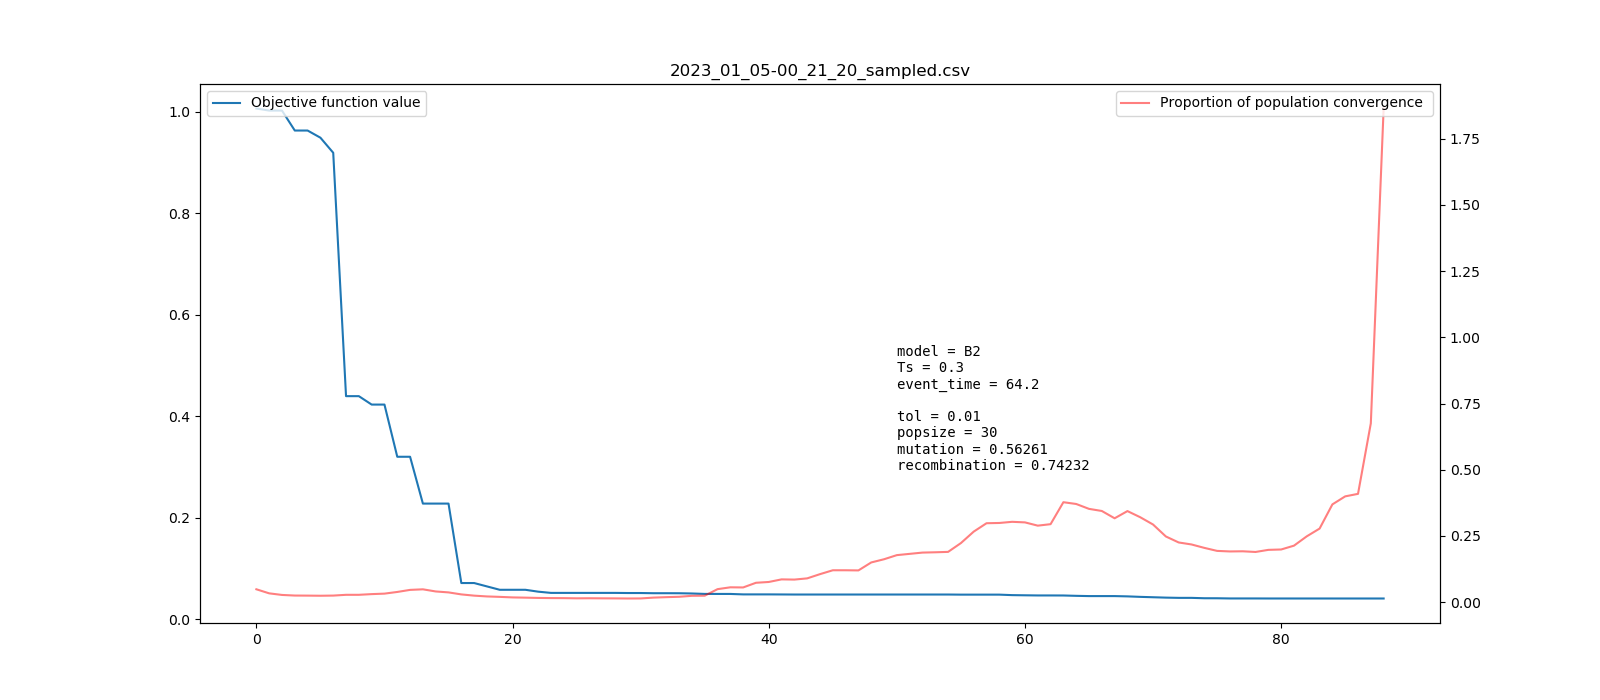 2023_01_05-00_21_20_sampled.csv
Objective function value
Proportion of population convergence
1.0
0.8
0.6
0.4
0.2
0.0
1.75
1.50
1.25
1.00
0.75
0.50
0.25
0.00
model = B2
Ts = 0.3
event_time = 64.2
tol = 0.01
popsize = 30
mutation = 0.56261
recombination = 0.74232
0
20
40
60
80